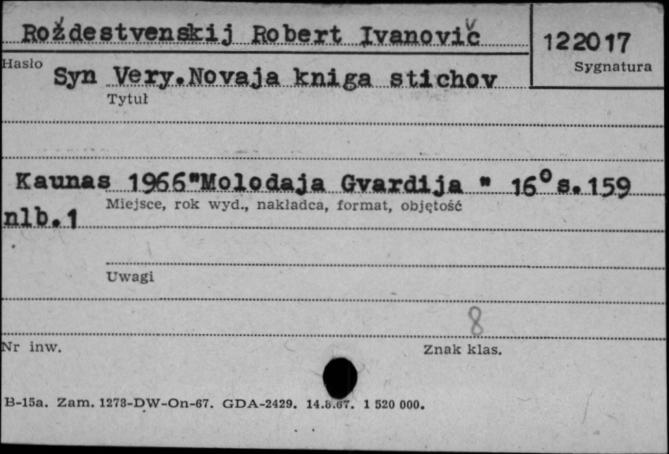 Roždestvenskij Robert Ivanovič
122017
Hasło
Sygnatura
Syn Very.Novaja kniga stichov
Tytuł
Kaunas 1966"Molodaja Gvardija " 16° s.159
Miejsce, rok wyd., nakładca, format, objętość
nlb.1
Uwagi
8
Nr inw.
Znak klas.
B-15a. Zam. 1273-DW-On-67. GDA-2429. 14.8.67. 1 520 000.